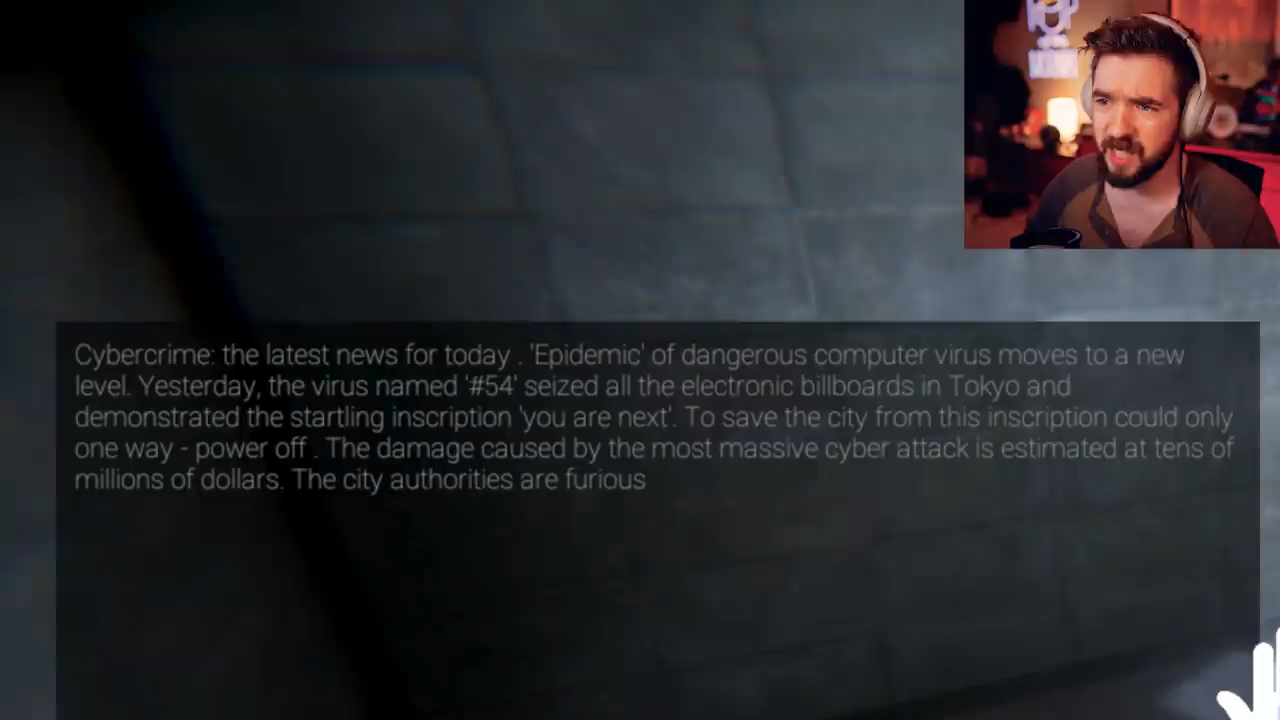 Cybercrime: the latest news for today . 'Epidemic' of dangerous computer virus moves to a new
level. Yesterday, the virus named '#54' seized all the electronic billboards in Tokyo and
demonstrated the startling inscription 'you are next'. To save the city from this inscription could only
one way - power off . The damage caused by the most massive cyber attack is estimated at tens of
millions of dollars. The city authorities are furious